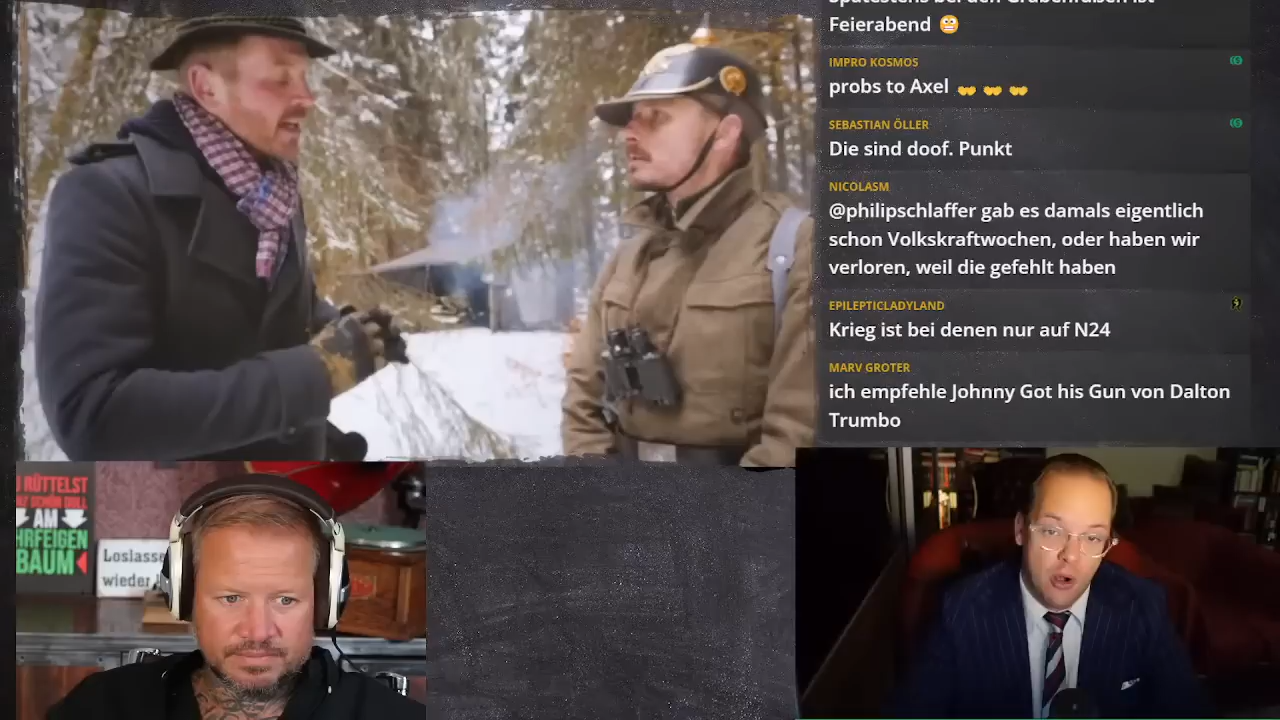 Feierabend 😬
IMPRO KOSMOS
probs to Axel 🤝 🤝 🤝
SEBASTIAN ÖLLER
Die sind doof. Punkt
NICOLASM
@philipschlaffer gab es damals eigentlich
schon Volkskraftwochen, oder haben wir
verloren, weil die gefehlt haben
EPILEPTICLADYLAND
Krieg ist bei denen nur auf N24
MARV GROTER
ich empfehle Johnny Got his Gun von Dalton
Trumbo
RÜTTELST
AM
BAUM
Loslasse
wieder